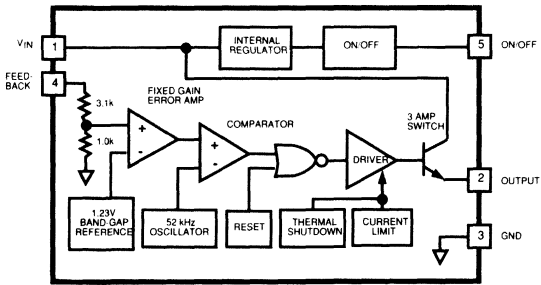 VIN
1
INTERNAL
REGULATOR
ON/OFF
5
ON/OFF
FEED-
BACK
4
3.1k
1.0k
FIXED GAIN
ERROR AMP
+
-
COMPARATOR
+
-
DRIVER
3 AMP
SWITCH
2
OUTPUT
1.23V
BAND-GAP
REFERENCE
52 kHz
OSCILLATOR
RESET
THERMAL
SHUTDOWN
CURRENT
LIMIT
3
GND